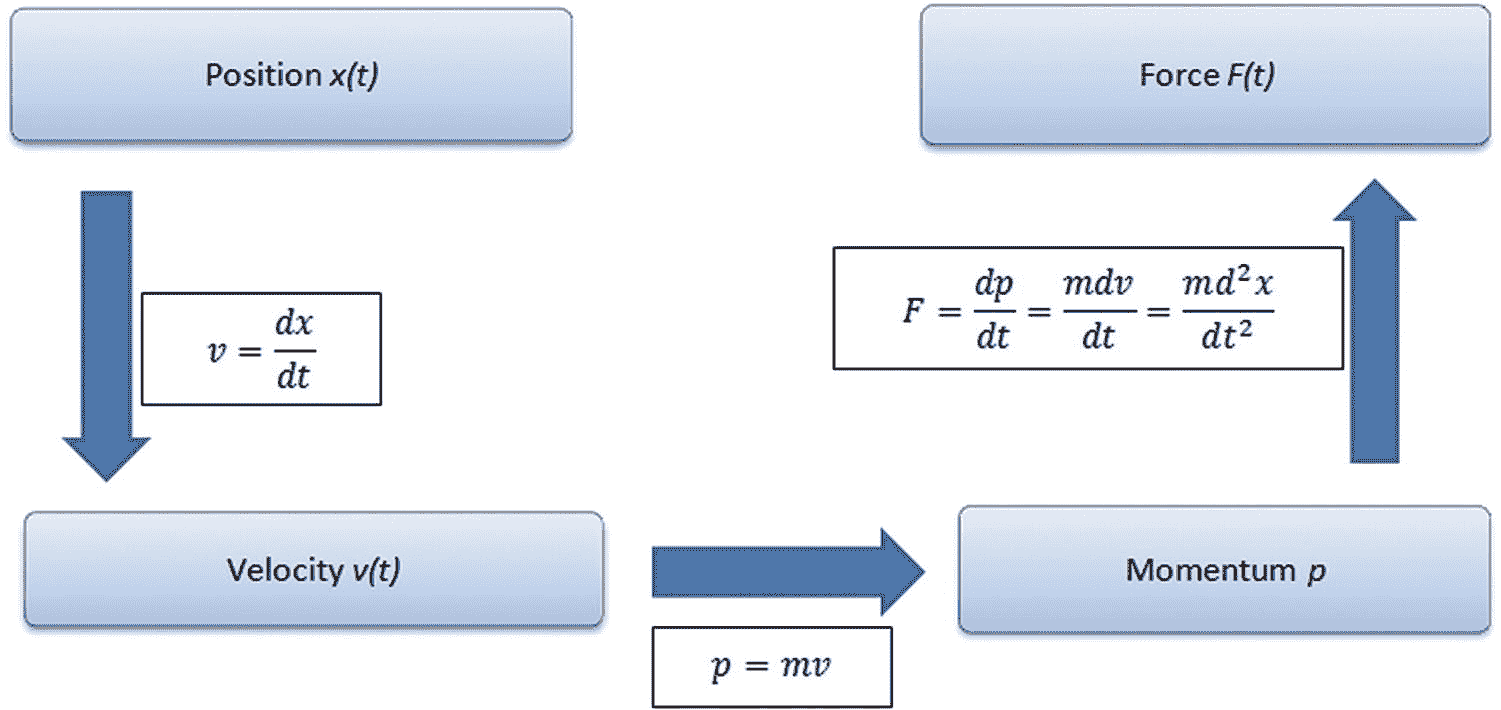 Position x(t)
Force F(t)
v = dx/dt
F = dp/dt = mdv/dt = md²x/dt²
Velocity v(t)
Momentum p
p = mv